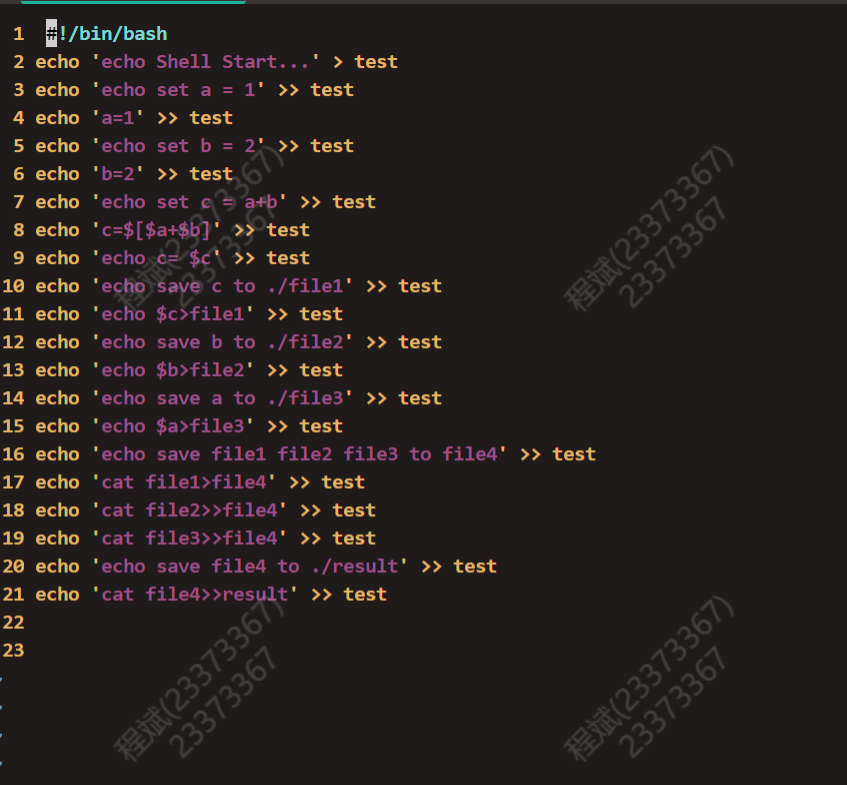 1 #!/bin/bash
2 echo 'echo Shell Start...' > test
3 echo 'echo set a = 1' >> test
4 echo 'a=1' >> test
5 echo 'echo set b = 2' >> test
6 echo 'b=2' >> test
7 echo 'echo set c = a+b' >> test
8 echo 'c=$[$a+$b]' >> test
9 echo 'echo c= $c' >> test
10 echo 'echo save c to ./file1' >> test
11 echo 'echo $c>file1' >> test
12 echo 'echo save b to ./file2' >> test
13 echo 'echo $b>file2' >> test
14 echo 'echo save a to ./file3' >> test
15 echo 'echo $a>file3' >> test
16 echo 'echo save file1 file2 file3 to file4' >> test
17 echo 'cat file1>file4' >> test
18 echo 'cat file2>>file4' >> test
19 echo 'cat file3>>file4' >> test
20 echo 'echo save file4 to ./result' >> test
21 echo 'cat file4>>result' >> test
22
23
程斌(23373367)
23373367
程斌(23373367)
23373367
程斌(23373367)
23373367
程斌(23373367)
23373367